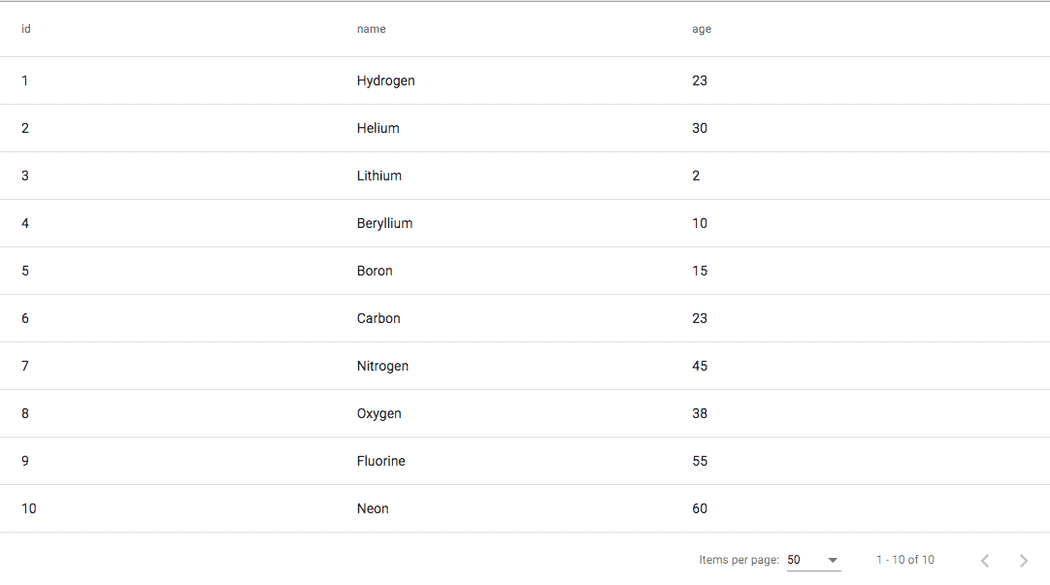 id name age
1 Hydrogen 23
2 Helium 30
3 Lithium 2
4 Beryllium 10
5 Boron 15
6 Carbon 23
7 Nitrogen 45
8 Oxygen 38
9 Fluorine 55
10 Neon 60
Items per page: 50 1 - 10 of 10